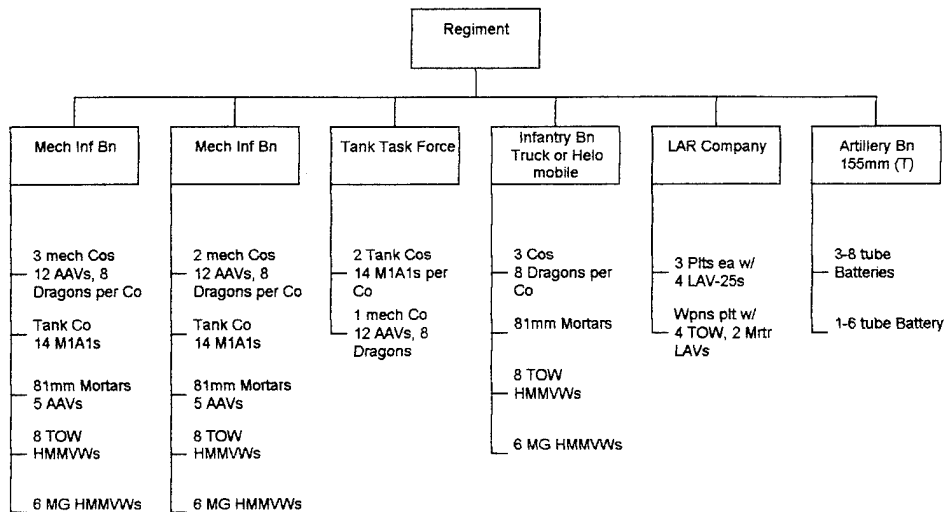 Regiment
Mech Inf Bn
3 mech Cos
12 AAVs, 8
Dragons per Co
Tank Co
14 M1A1s
81mm Mortars
5 AAVs
8 TOW
HMMVWs
6 MG HMMVWs
Mech Inf Bn
2 mech Cos
12 AAVs, 8
Dragons per Co
Tank Co
14 M1A1s
81mm Mortars
5 AAVs
8 TOW
HMMVWs
6 MG HMMVWs
Tank Task Force
2 Tank Cos
14 M1A1s per
Co
1 mech Co
12 AAVs, 8
Dragons
Infantry Bn
Truck or Helo
mobile
3 Cos
8 Dragons per
Co
81mm Mortars
8 TOW
HMMVWs
6 MG HMMVWs
LAR Company
3 Plts ea w/
4 LAV-25s
Wpns plt w/
4 TOW, 2 Mrtr
LAVs
Artillery Bn
155mm (T)
3-8 tube
Batteries
1-6 tube Battery